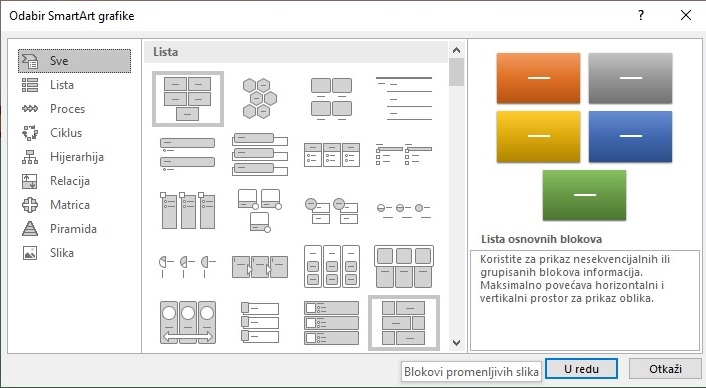 Odabir SmartArt grafike
?
Sve
Lista
Proces
Ciklus
Hijerarhija
Relacija
Matrica
Piramida
Slika
Lista
Lista osnovnih blokova
Koristite za prikaz nesekvencijalnih ili
grupisanih blokova informacija.
Maksimalno povećava horizontalni i
vertikalni prostor za prikaz oblika.
Blokovi promenljivih slika
U redu
Otkaži